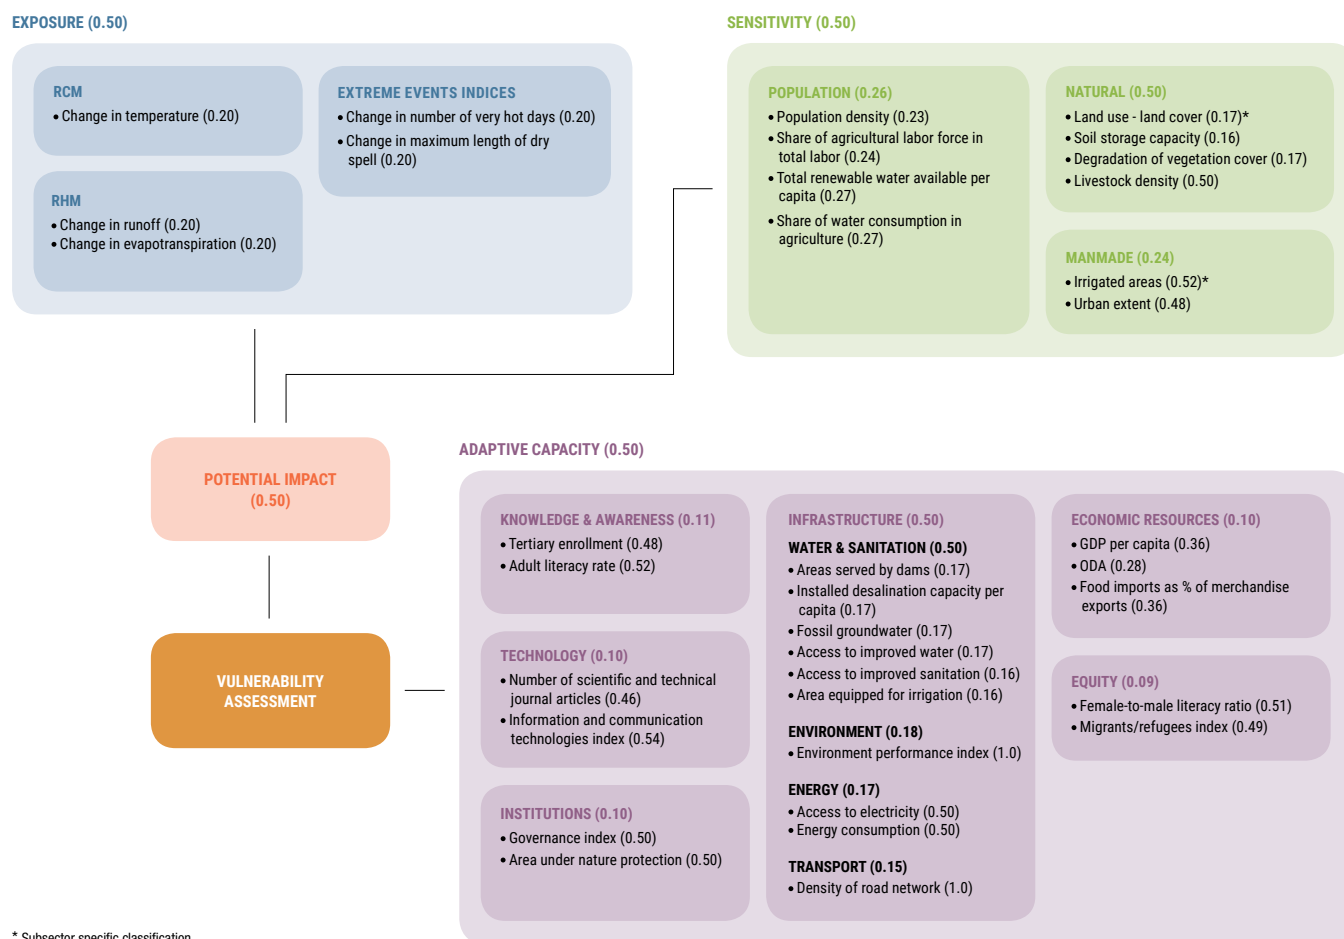 EXPOSURE (0.50)
RCM
• Change in temperature (0.20)
EXTREME EVENTS INDICES
• Change in number of very hot days (0.20)
• Change in maximum length of dry
spell (0.20)
RHM
• Change in runoff (0.20)
• Change in evapotranspiration (0.20)
SENSITIVITY (0.50)
POPULATION (0.26)
• Population density (0.23)
• Share of agricultural labor force in
total labor (0.24)
• Total renewable water available per
capita (0.27)
• Share of water consumption in
agriculture (0.27)
NATURAL (0.50)
• Land use - land cover (0.17)*
• Soil storage capacity (0.16)
• Degradation of vegetation cover (0.17)
• Livestock density (0.50)
MANMADE (0.24)
• Irrigated areas (0.52)*
• Urban extent (0.48)
POTENTIAL IMPACT
(0.50)
VULNERABILITY
ASSESSMENT
ADAPTIVE CAPACITY (0.50)
KNOWLEDGE & AWARENESS (0.11)
• Tertiary enrollment (0.48)
• Adult literacy rate (0.52)
TECHNOLOGY (0.10)
• Number of scientific and technical
journal articles (0.46)
• Information and communication
technologies index (0.54)
INSTITUTIONS (0.10)
• Governance index (0.50)
• Area under nature protection (0.50)
INFRASTRUCTURE (0.50)
WATER & SANITATION (0.50)
• Areas served by dams (0.17)
• Installed desalination capacity per
capita (0.17)
• Fossil groundwater (0.17)
• Access to improved water (0.17)
• Access to improved sanitation (0.16)
• Area equipped for irrigation (0.16)
ENVIRONMENT (0.18)
• Environment performance index (1.0)
ENERGY (0.17)
• Access to electricity (0.50)
• Energy consumption (0.50)
TRANSPORT (0.15)
• Density of road network (1.0)
ECONOMIC RESOURCES (0.10)
• GDP per capita (0.36)
• ODA (0.28)
• Food imports as % of merchandise
exports (0.36)
EQUITY (0.09)
• Female-to-male literacy ratio (0.51)
• Migrants/refugees index (0.49)
* Subsector specific classification